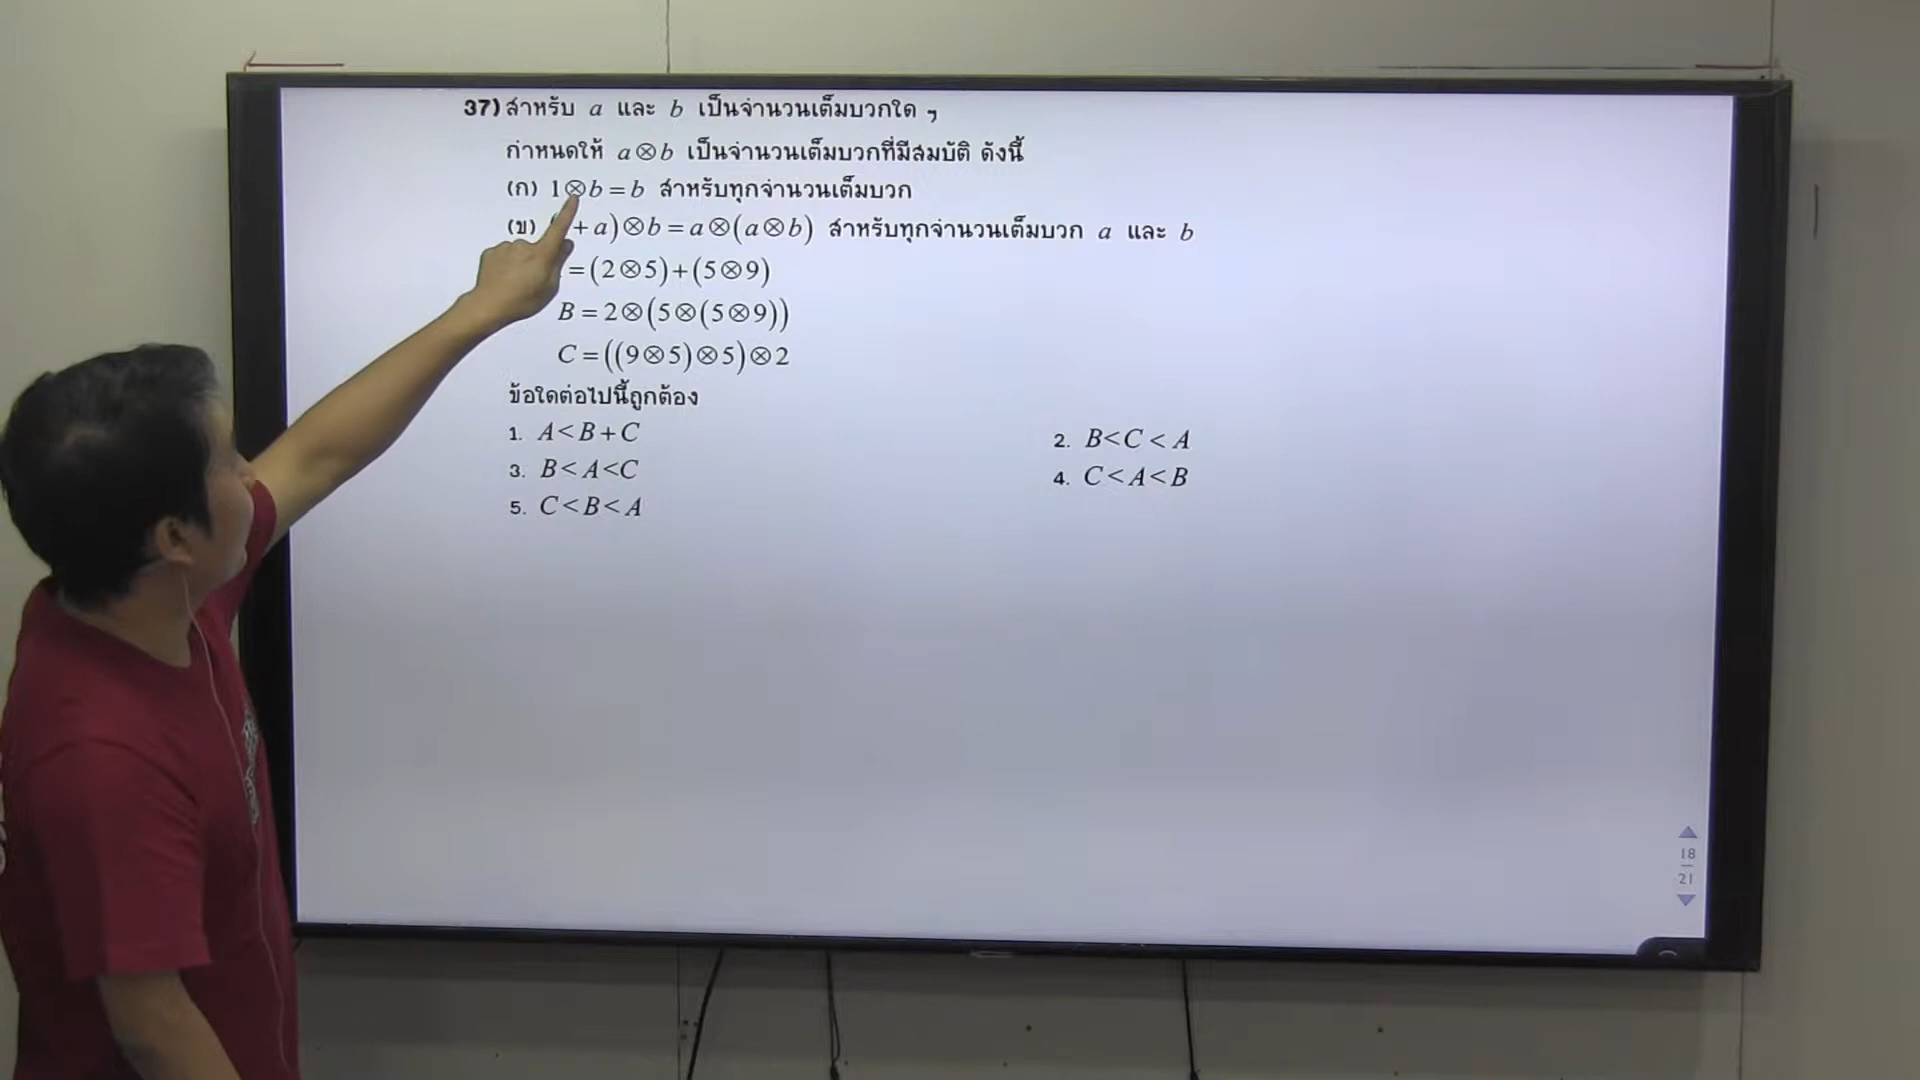 37) สำหรับ a และ b เป็นจำนวนเต็มบวกใด ๆ
กำหนดให้ a⊗b เป็นจำนวนเต็มบวกที่มีสมบัติ ดังนี้
(ก) 1⊗b = b สำหรับทุกจำนวนเต็มบวก
(ข) + a)⊗b = a⊗(a⊗b) สำหรับทุกจำนวนเต็มบวก a และ b
= (2⊗5)+(5⊗9)
B = 2⊗(5⊗(5⊗9))
C = ((9⊗5)⊗5)⊗2
ข้อใดต่อไปนี้ถูกต้อง
1. A < B + C
2. B < C < A
3. B < A < C
4. C < A < B
5. C < B < A
18
21